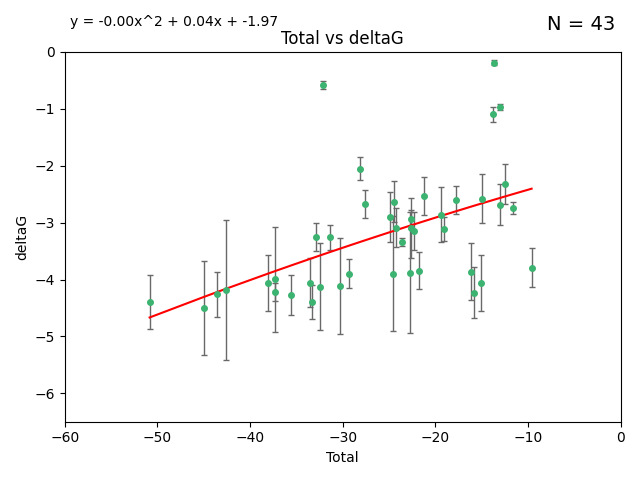 y = -0.00x^2 + 0.04x + -1.97
N = 43
Total vs deltaG
0
−1
−2
−3
−4
−5
−6
deltaG
−60 −50 −40 −30 −20 −10 0
Total